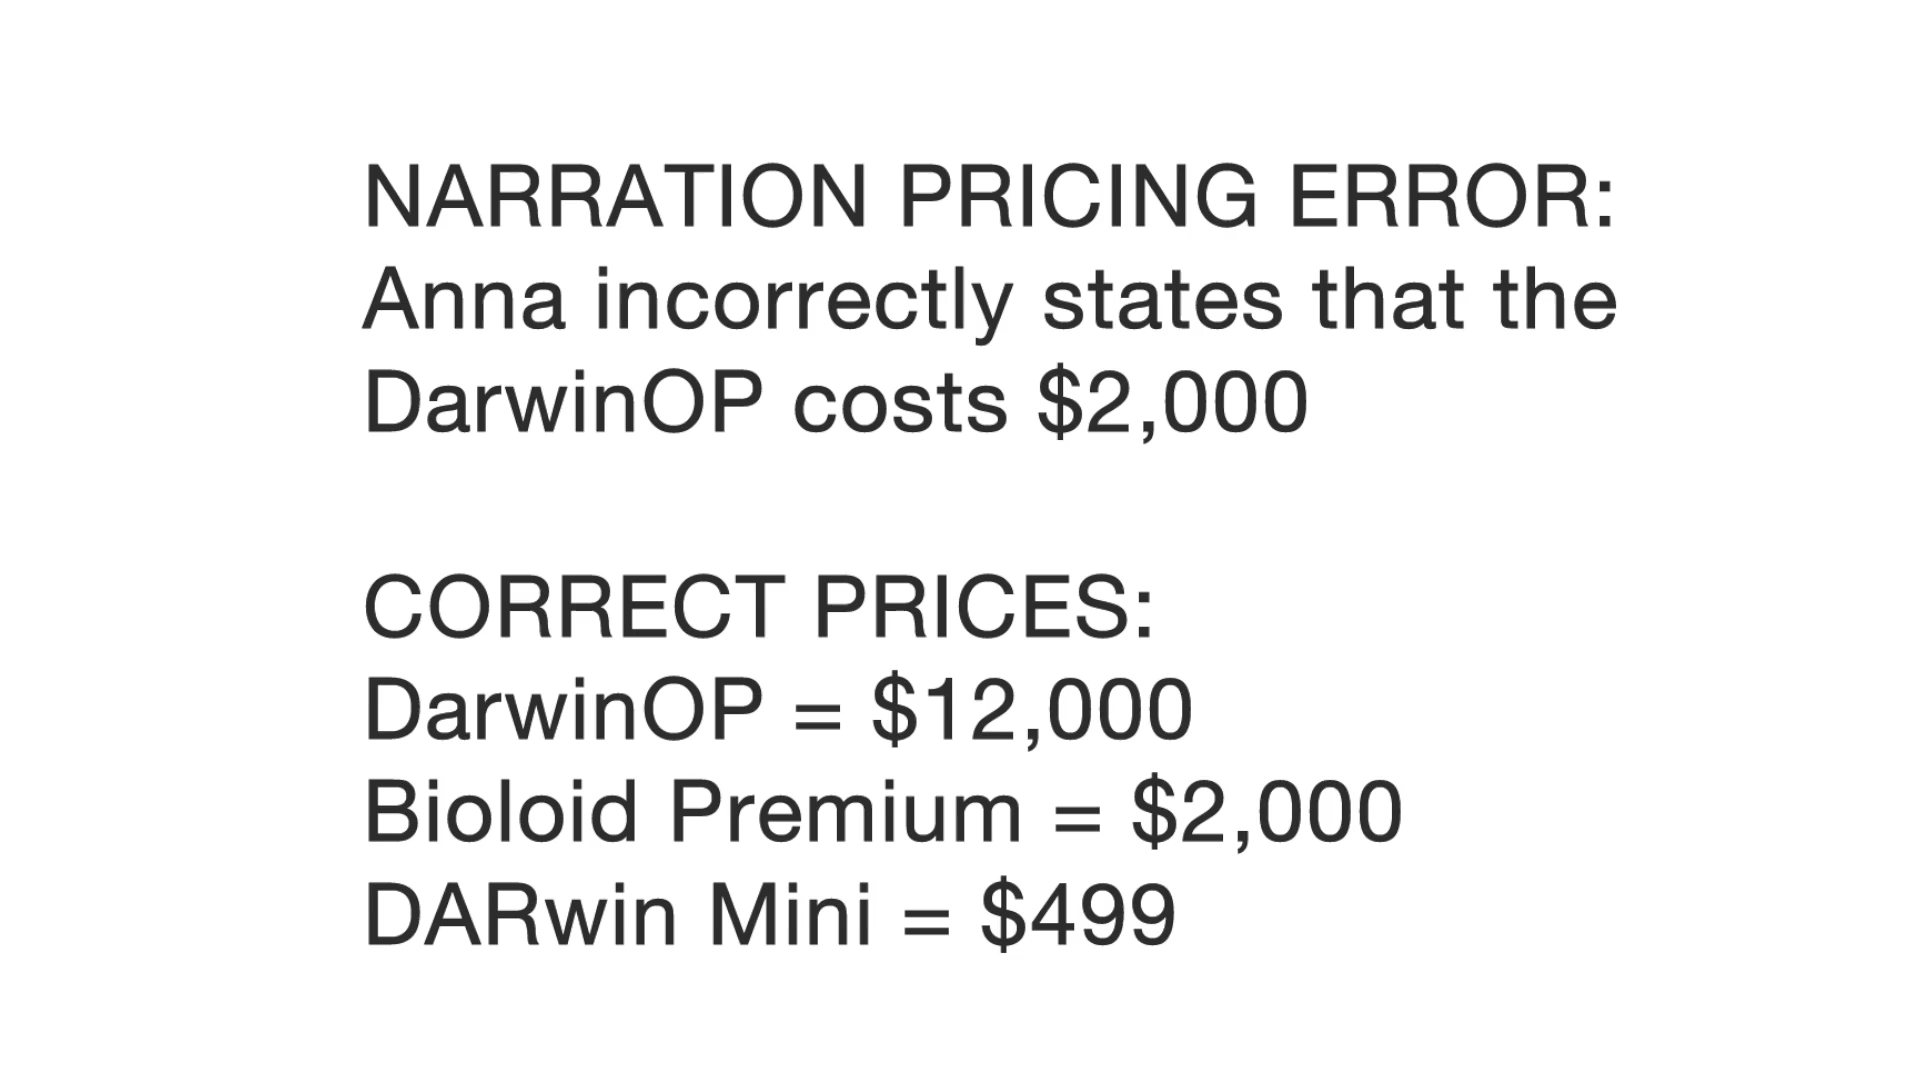 NARRATION PRICING ERROR:
Anna incorrectly states that the
DarwinOP costs $2,000
CORRECT PRICES:
DarwinOP = $12,000
Bioloid Premium = $2,000
DARwin Mini = $499